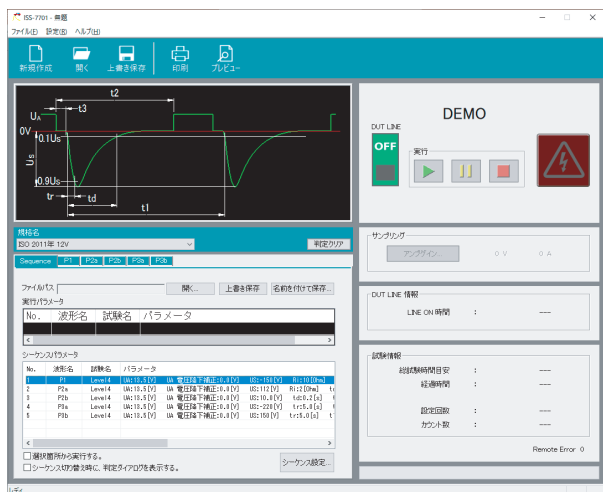 ISS-7701 - 無題
ファイル(F) 設定(R) ヘルプ(H)
新規作成 開く 上書き保存 印刷 プレビュー
t2
t3
UA
0V
0.1Us
Us
0.9Us
tr
td
t1
DEMO
DUT LINE
OFF
実行
規格名
ISO 2011年 12V
判定クリア
Sequence P1 P2a P2b P3a P3b
ファイルパス 開く... 上書き保存 名前を付けて保存...
実行パラメータ
No. 波形名 試験名 パラメータ
シーケンスパラメータ
No. 波形名 試験名 パラメータ
1 P1 Level4 UA:13.5[V] UA 電圧降下補正:0.0[V] US:-150[V] Ri:10[Ohm]
2 P2a Level4 UA:13.5[V] UA 電圧降下補正:0.0[V] US:112[V] Ri:2[Ohm]
3 P2b Level4 UA:13.5[V] UA 電圧降下補正:0.0[V] US:10.0[V] td:0.2[s]
4 P3a Level4 UA:13.5[V] UA 電圧降下補正:0.0[V] US:-220[V] tr:5.0[s]
5 P3b Level4 UA:13.5[V] UA 電圧降下補正:0.0[V] US:150[V] tr:5.0[s]
選択箇所から実行する。
シーケンス切り替え時に、判定ダイアログを表示する。
シーケンス設定...
サンプリング
0 V 0 A
DUT LINE 情報
LINE ON 時間 : ---
試験情報
総試験時間目安 : ---
経過時間 : ---
設定回数 : ---
カウント数 : ---
Remote Error 0
レディ